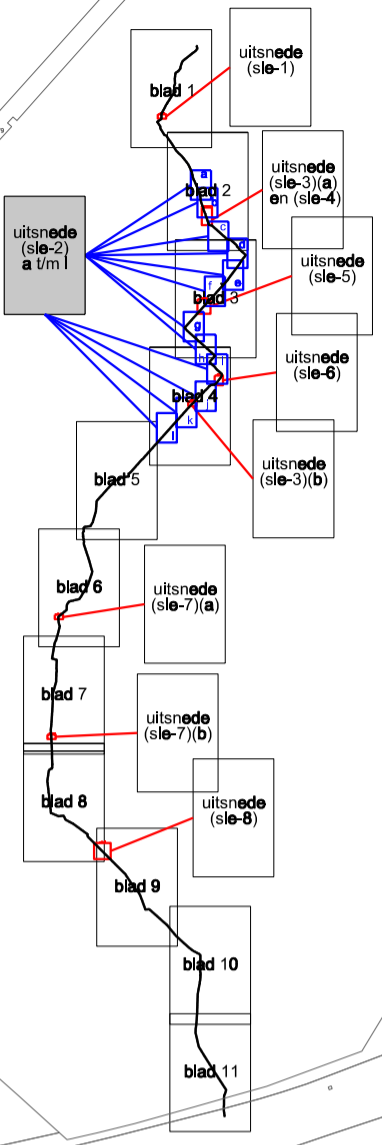 uitsnede
(sle-1)
blad 1
uitsnede
(sle-3)(a)
en (sle-4)
a
blad 2
b
uitsnede
(sle-2)
a t/m l
c
d
uitsnede
(sle-5)
e
f
blad 3
g
h
i
uitsnede
(sle-6)
blad 4
j
k
l
uitsnede
(sle-3)(b)
blad 5
blad 6
uitsnede
(sle-7)(a)
blad 7
uitsnede
(sle-7)(b)
blad 8
uitsnede
(sle-8)
blad 9
blad 10
blad 11